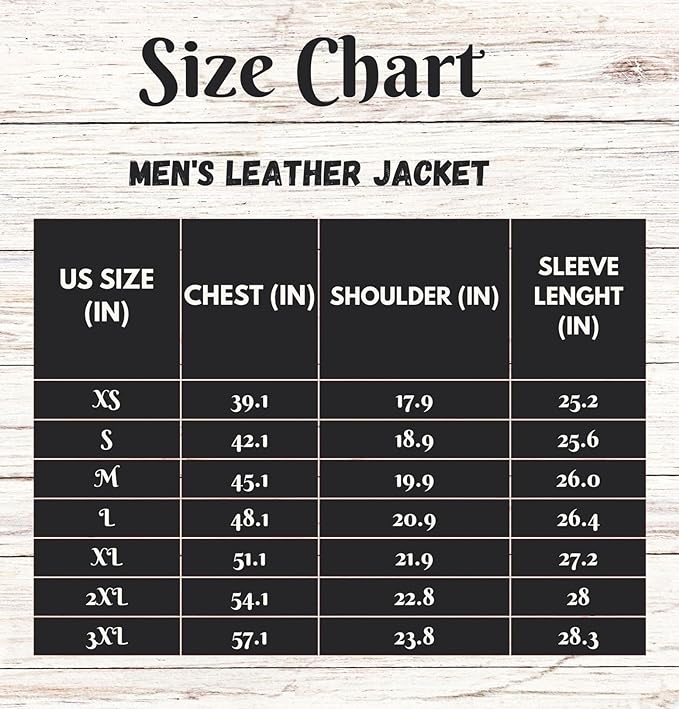 Size Chart
MEN'S LEATHER JACKET
US SIZE (IN) CHEST (IN) SHOULDER (IN) SLEEVE LENGHT (IN)
XS 39.1 17.9 25.2
S 42.1 18.9 25.6
M 45.1 19.9 26.0
L 48.1 20.9 26.4
XL 51.1 21.9 27.2
2XL 54.1 22.8 28
3XL 57.1 23.8 28.3